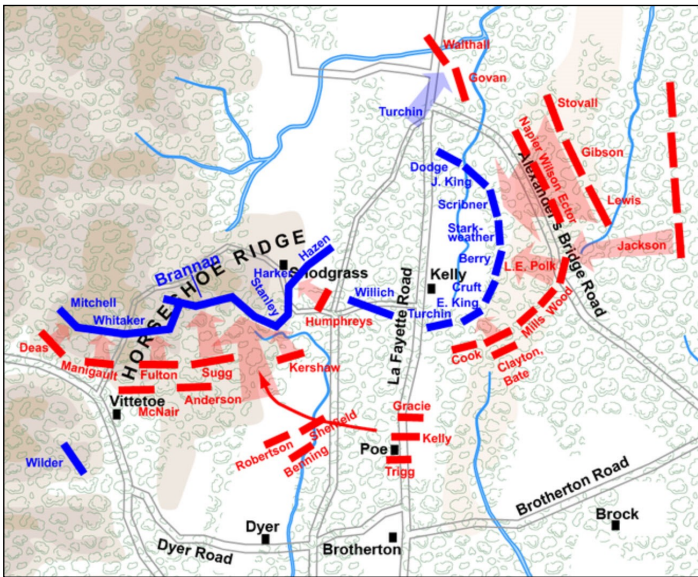 Walthall
Govan
Stovall
Turchin
Napier Wilson Ector
Gibson
Dodge
J. King
Alexander's Bridge Road
Lewis
Scribner
Stark-
weather
Jackson
Berry
L.E. Polk
HORSESHOE RIDGE
Brannan
Hazen
Harker
Snodgrass
Stanley
Kelly
Cruft
Willich
E. King
Turchin
La Fayette Road
Mitchell
Whitaker
Humphreys
Mills
Wood
Deas
Manigault
Fulton
Sugg
Kershaw
Cook
Clayton,
Bate
Vittetoe
McNair
Anderson
Gracie
Sheffield
Kelly
Robertson
Benning
Poe
Trigg
Wilder
Brotherton Road
Dyer
Brock
Dyer Road
Brotherton